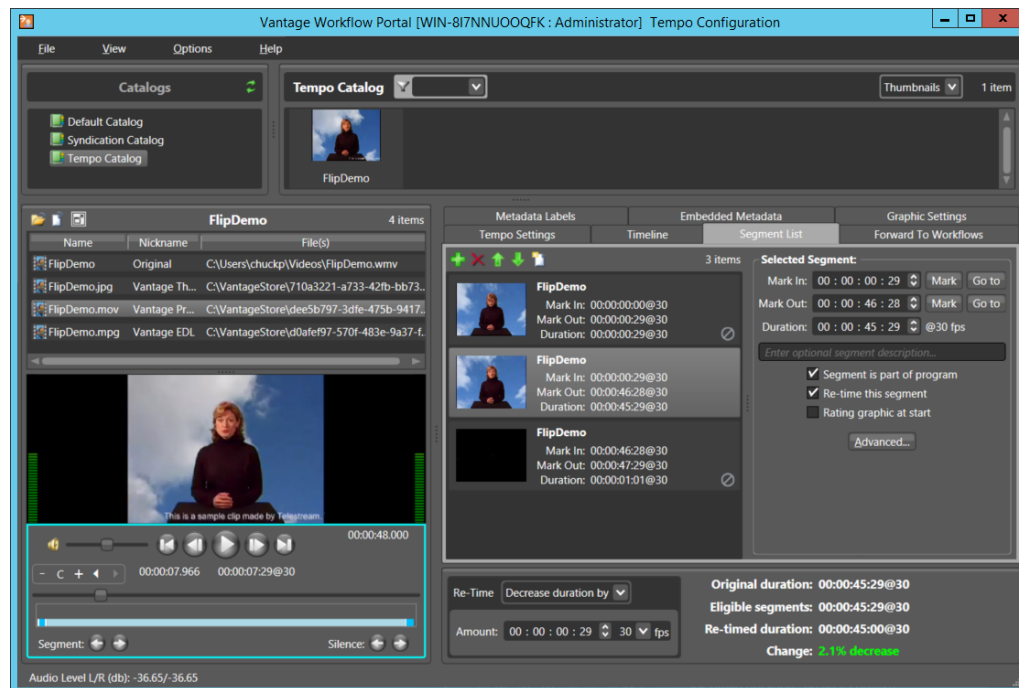 Vantage Workflow Portal [WIN-8I7NNUOOQFK : Administrator] Tempo Configuration
File View Options Help
Catalogs
Default Catalog
Syndication Catalog
Tempo Catalog
Tempo Catalog
Thumbnails 1 item
FlipDemo
FlipDemo 4 items
Name Nickname File(s)
FlipDemo Original C:\Users\chuckp\Videos\FlipDemo.wmv
FlipDemo.jpg Vantage Th... C:\VantageStore\710a3221-a733-42fb-bb73...
FlipDemo.mov Vantage Pr... C:\VantageStore\dee5b797-3dfe-475b-9417...
FlipDemo.mpg Vantage EDL C:\VantageStore\d0afef97-570f-483e-9a37-f...
This is a sample clip made by Telestream.
00:00:48.000
- C +
00:00:07.966 00:00:07:29@30
Segment: Silence:
Audio Level L/R (db): -36.65/-36.65
Metadata Labels Embedded Metadata Graphic Settings
Tempo Settings Timeline Segment List Forward To Workflows
3 items
FlipDemo
Mark In: 00:00:00:00@30
Mark Out: 00:00:00:29@30
Duration: 00:00:00:29@30
FlipDemo
Mark In: 00:00:00:29@30
Mark Out: 00:00:46:28@30
Duration: 00:00:45:29@30
FlipDemo
Mark In: 00:00:46:28@30
Mark Out: 00:00:47:29@30
Duration: 00:00:01:01@30
Selected Segment:
Mark In: 00 : 00 : 00 : 29 Mark Go to
Mark Out: 00 : 00 : 46 : 28 Mark Go to
Duration: 00 : 00 : 45 : 29 @30 fps
Enter optional segment description...
Segment is part of program
Re-time this segment
Rating graphic at start
Advanced...
Re-Time Decrease duration by
Amount: 00 : 00 : 00 : 29 30 fps
Original duration: 00:00:45:29@30
Eligible segments: 00:00:45:29@30
Re-timed duration: 00:00:45:00@30
Change: 2.1% decrease